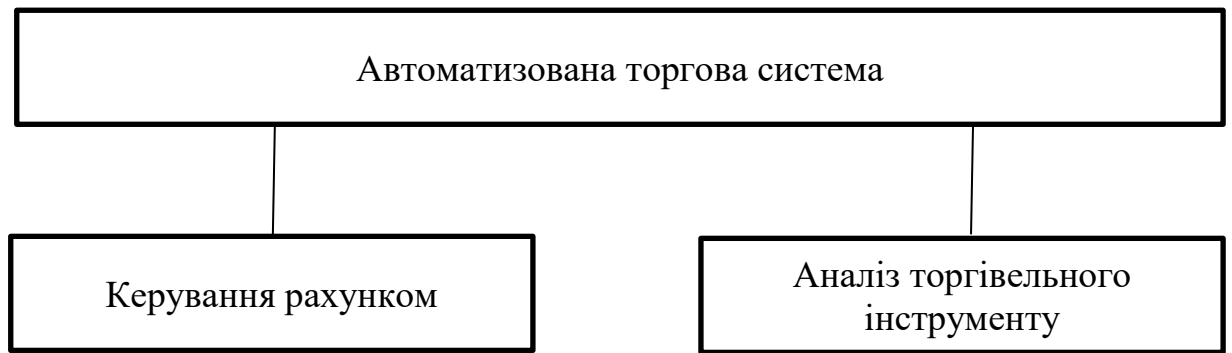 Автоматизована торгова система
Керування рахунком
Аналіз торгівельного
інструменту